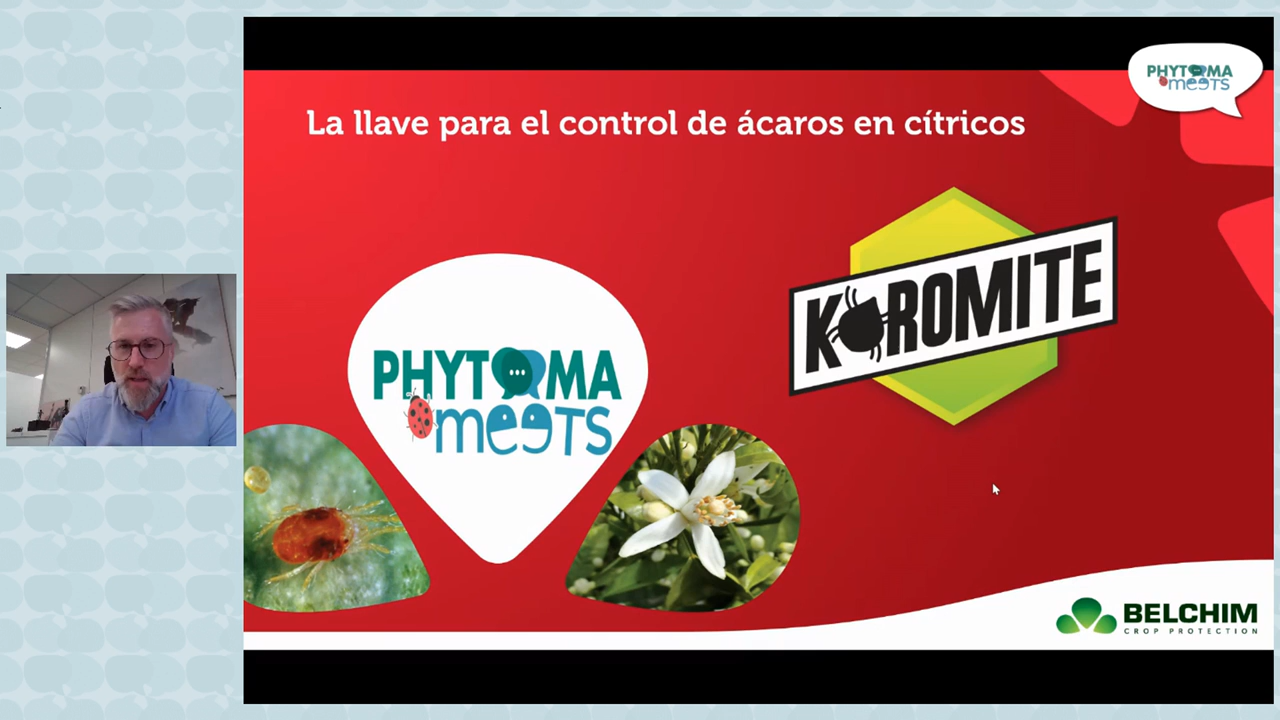 PHYTOMA
meets
La llave para el control de ácaros en cítricos
KOROMITE
PHYTOMA
meets
BELCHIM
CROP PROTECTION